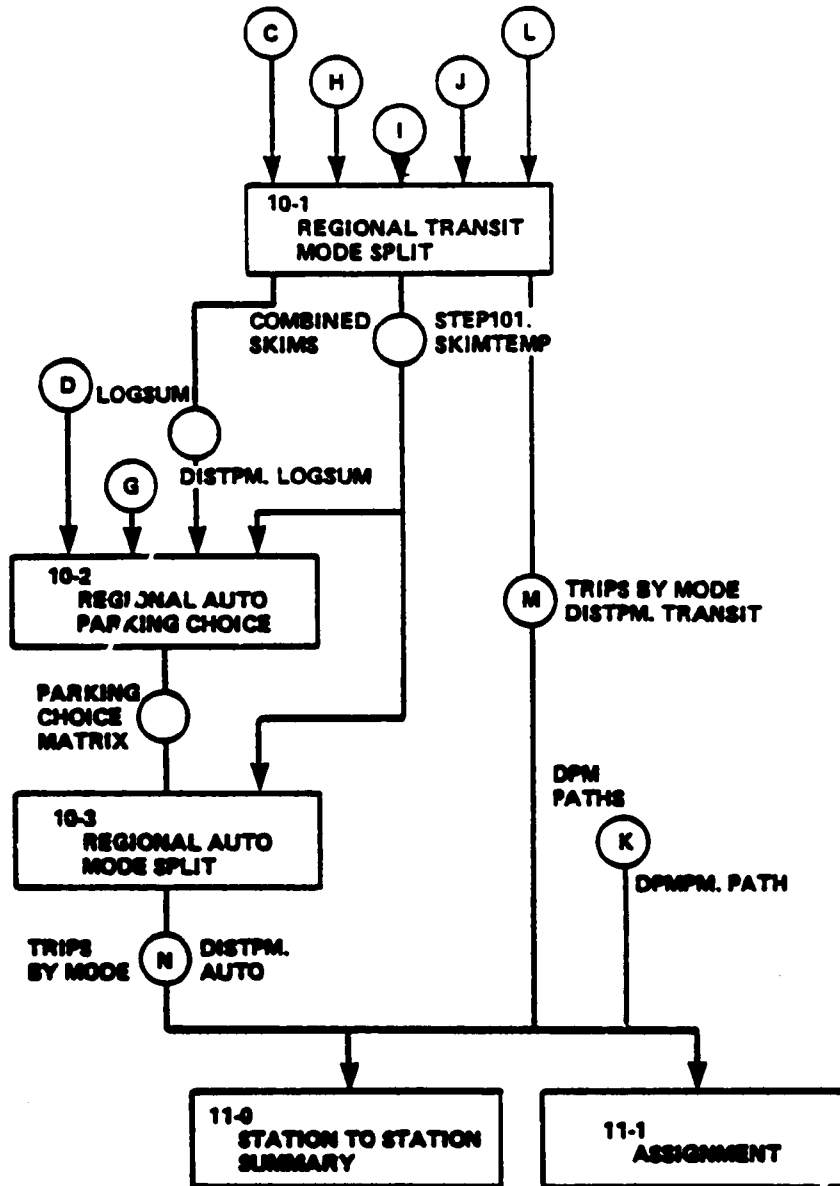 C
L
H
J
I
10-1
REGIONAL TRANSIT
MODE SPLIT
COMBINED
SKIMS
STEP101.
SKIMTEMP
D
LOGSUM
G
DISTPM. LOGSUM
10-2
REGIONAL AUTO
PARKING CHOICE
M
TRIPS BY MODE
DISTPM. TRANSIT
PARKING
CHOICE
MATRIX
DPM
PATHS
10-3
REGIONAL AUTO
MODE SPLIT
K
DPMPM. PATH
TRIPS
BY MODE
N
DISTPM.
AUTO
11-0
STATION TO STATION
SUMMARY
11-1
ASSIGNMENT